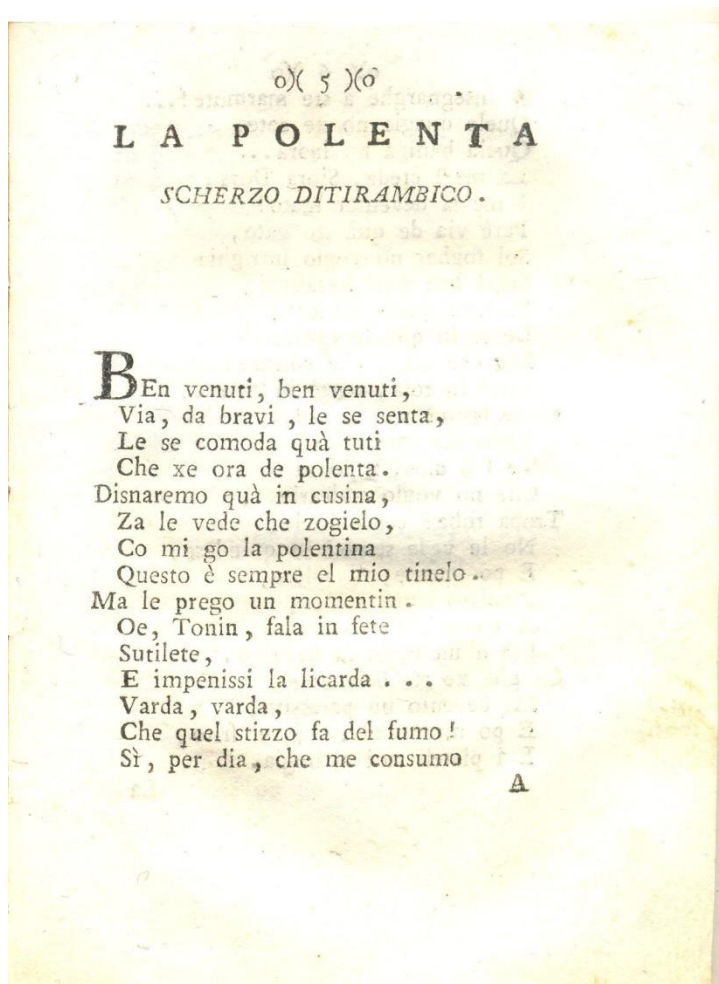 o)( 5 )(o
LA POLENTA
SCHERZO DITIRAMBICO.
BEn venuti, ben venuti,
Via, da bravi, le se senta,
Le se comoda quà tuti
Che xe ora de polenta.
Disnaremo quà in cusina,
Za le vede che zogielo,
Co mi go la polentina
Questo è sempre el mio tinelo.
Ma le prego un momentin.
Oe, Tonin, fala in fete
Sutilete,
E impenissi la licarda ...
Varda, varda,
Che quel stizzo fa del fumo!
Sì, per dia, che me consumo
A